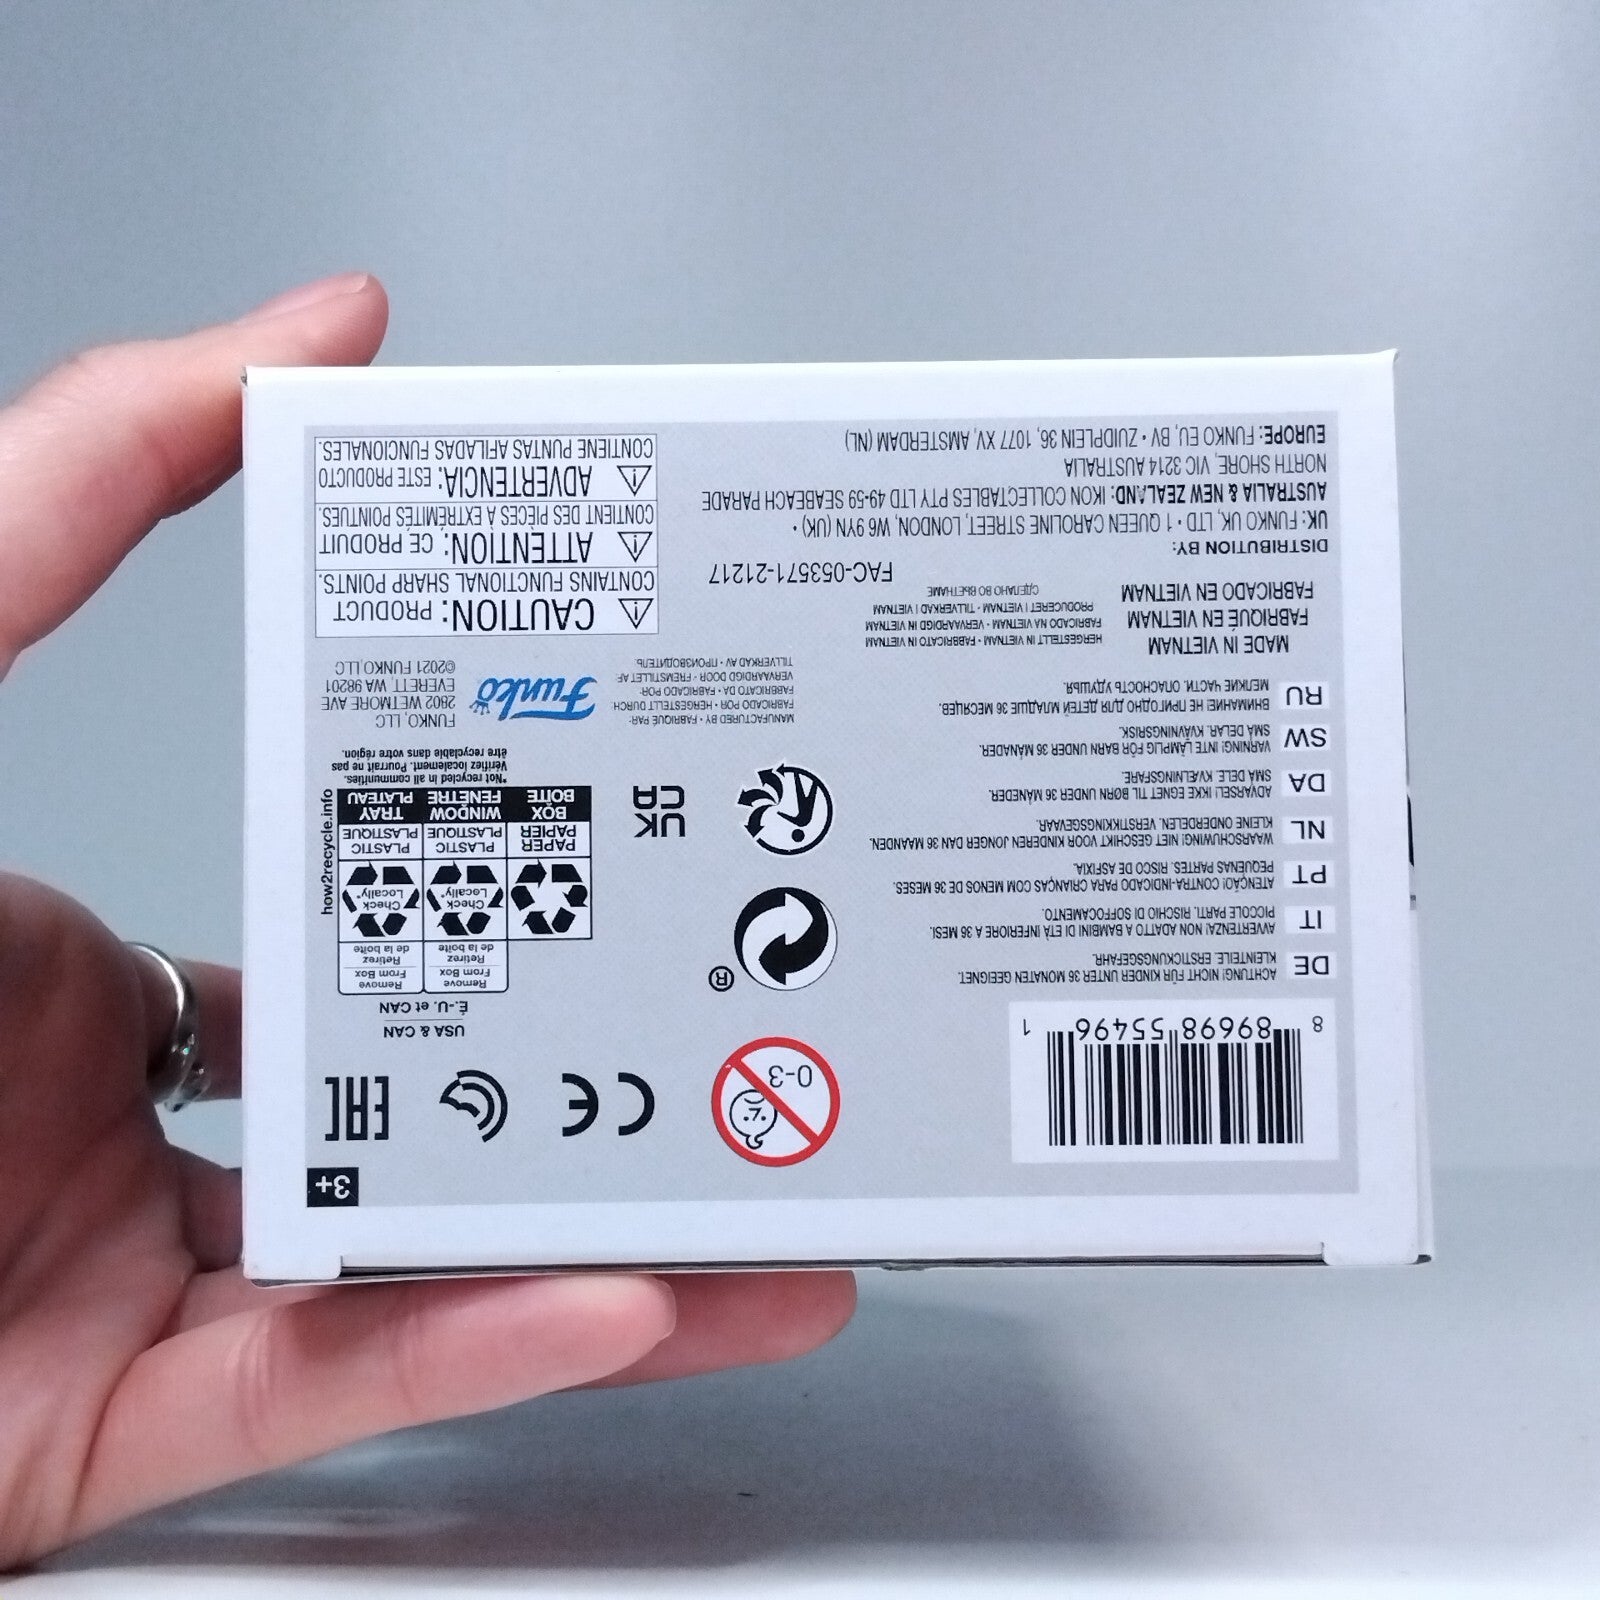 3+
8 89698 55496 1
0-3
CE
EAC
DE ACHTUNG! NICHT FÜR KINDER UNTER 36 MONATEN GEEIGNET.
KLEINTEILE. ERSTICKUNGSGEFAHR.
IT AVVERTENZA! NON ADATTO A BAMBINI DI ETÀ INFERIORE A 36 MESI.
PICCOLE PARTI. RISCHIO DI SOFFOCAMENTO.
PT ATENÇÃO! CONTRA-INDICADO PARA CRIANÇAS COM MENOS DE 36 MESES.
PEQUENAS PARTES. RISCO DE ASFIXIA.
NL WAARSCHUWING! NIET GESCHIKT VOOR KINDEREN JONGER DAN 36 MAANDEN.
KLEINE ONDERDELEN. VERSTIKKINGSGEVAAR.
DA ADVARSEL! IKKE EGNET TIL BØRN UNDER 36 MÅNEDER.
SMÅ DELE. KVÆLNINGSFARE.
SW VARNING! INTE LÄMPLIG FÖR BARN UNDER 36 MÅNADER.
SMÅ DELAR. KVÄVNINGSRISK.
RU ВНИМАНИЕ! НЕ ПРИГОДНО ДЛЯ ДЕТЕЙ МЛАДШЕ 36 МЕСЯЦЕВ.
МЕЛКИЕ ЧАСТИ. ОПАСНОСТЬ УДУШЬЯ.
®
UK
CA
USA & CAN
É.-U. et CAN
Remove
From Box
Retirez
de la boîte
Remove
From Box
Retirez
de la boîte
Check
Locally*
Check
Locally*
PAPER
PAPIER
PLASTIC
PLASTIQUE
PLASTIC
PLASTIQUE
BOX
BOÎTE
WINDOW
FENÊTRE
TRAY
PLATEAU
how2recycle.info
*Not recycled in all communities.
Vérifiez localement. Pourrait ne pas
être recyclable dans votre région.
MANUFACTURED BY • FABRIQUÉ PAR•
FABRICADO POR • HERGESTELLT DURCH•
FABBRICATO DA • FABRICADO POR•
VERVAARDIGD DOOR • FREMSTILLET AF•
TILLVERKAD AV • ПРОИЗВОДИТЕЛЬ
Funko
FUNKO, LLC
2802 WETMORE AVE
EVERETT, WA 98201
©2021 FUNKO LLC
MADE IN VIETNAM
FABRIQUÉ EN VIETNAM
FABRICADO EN VIETNAM
HERGESTELLT IN VIETNAM • FABBRICATO IN VIETNAM
FABRICADO NA VIETNAM • VERVAARDIGD IN VIETNAM
PRODUCERET I VIETNAM • TILLVERKAD I VIETNAM
СДЕЛАНО ВО ВЬЕТНАМЕ
FAC-053571-21217
DISTRIBUTION BY:
UK: FUNKO UK, LTD • 1 QUEEN CAROLINE STREET, LONDON, W6 9YN (UK) •
AUSTRALIA & NEW ZEALAND: IKON COLLECTABLES PTY LTD 49-59 SEABEACH PARADE
NORTH SHORE, VIC 3214 AUSTRALIA
EUROPE: FUNKO EU, BV • ZUIDPLEIN 36, 1077 XV, AMSTERDAM (NL)
CAUTION: PRODUCT
CONTAINS FUNCTIONAL SHARP POINTS.
ATTENTION: CE PRODUIT
CONTIENT DES PIÈCES À EXTRÉMITÉS POINTUES.
ADVERTENCIA: ESTE PRODUCTO
CONTIENE PUNTAS AFILADAS FUNCIONALES.